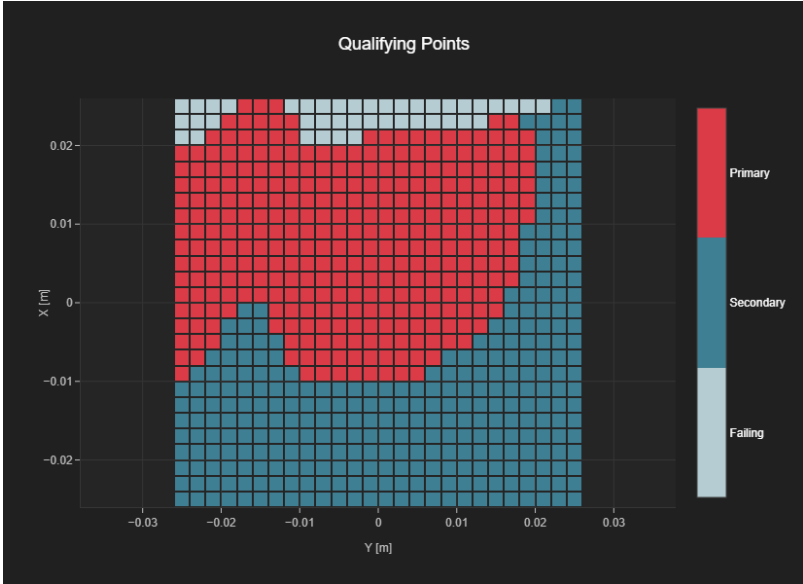 Qualifying Points
0.02
0.01
0
−0.01
−0.02
X [m]
−0.03
−0.02
−0.01
0
0.01
0.02
0.03
Y [m]
Primary
Secondary
Failing